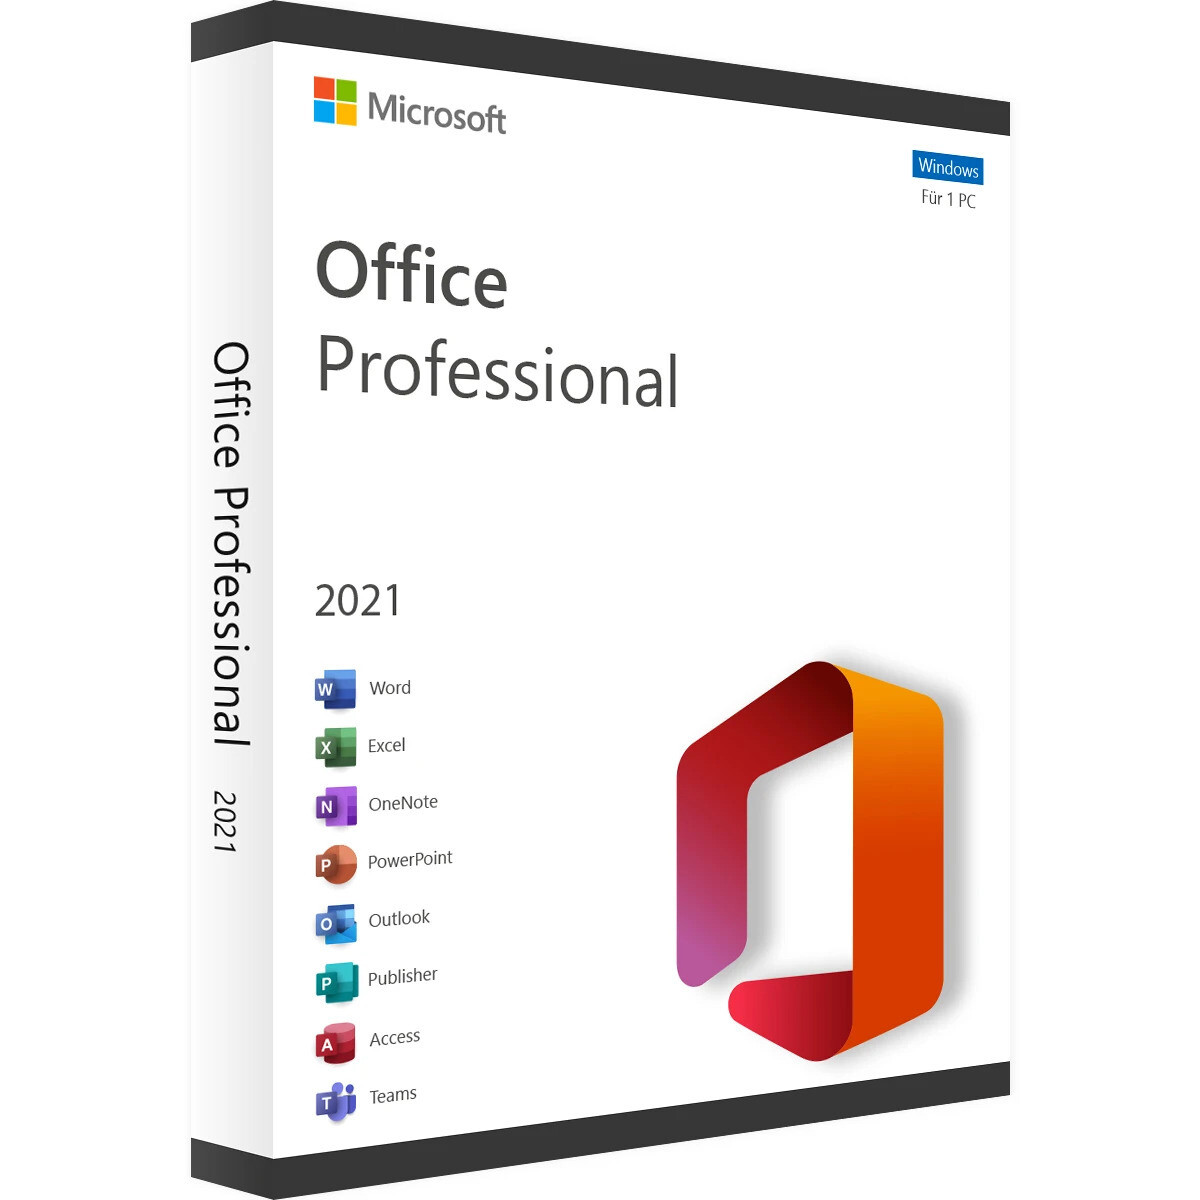 Microsoft
Windows
Für 1 PC
Office
Professional
2021
W Word
X Excel
N OneNote
P PowerPoint
O Outlook
P Publisher
A Access
T Teams
Office Professional 2021